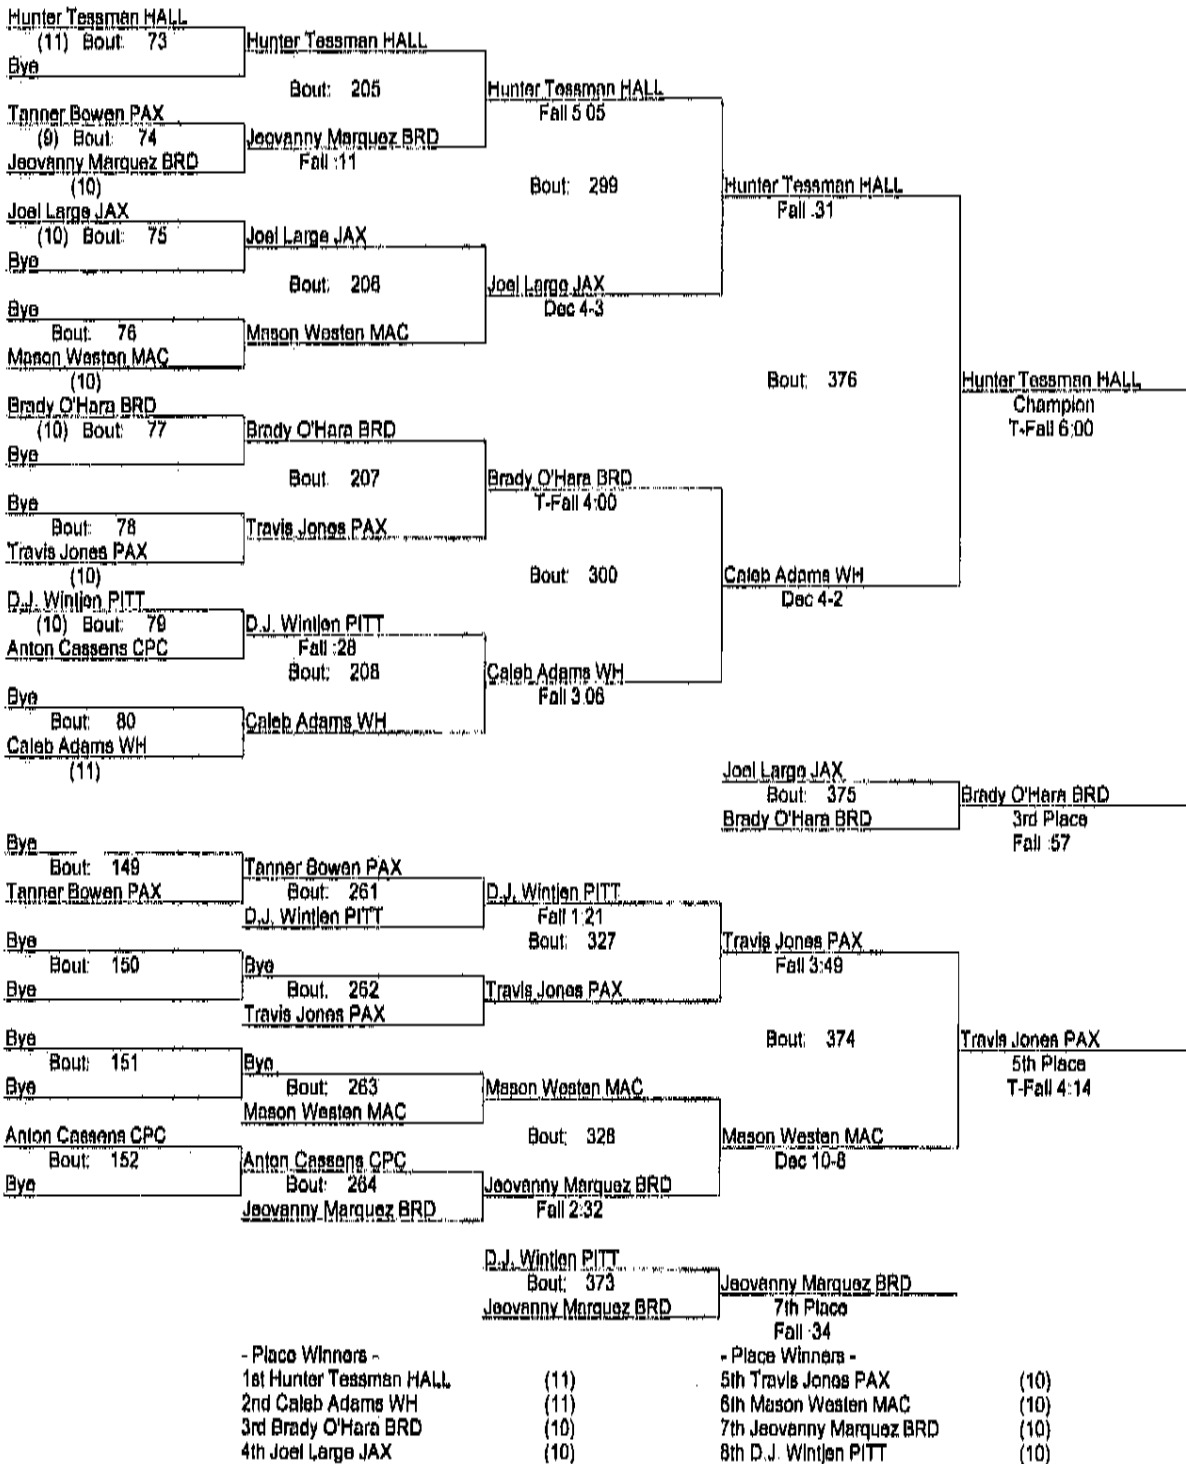 Hunter Tessman HALL
(11) Bout: 73
Bye
Hunter Tessman HALL
Bout: 205
Tanner Bowen PAX
(9) Bout: 74
Jeovanny Marquez BRD
(10)
Jeovanny Marquez BRD
Fall :11
Hunter Tessman HALL
Fall 5:05
Bout: 299
Joel Large JAX
(10) Bout: 75
Bye
Joel Large JAX
Bout: 206
Bye
Bout: 76
Mason Westen MAC
(10)
Mason Westen MAC
Joel Large JAX
Dec 4-3
Hunter Tessman HALL
Fall :31
Bout: 376
Brady O'Hara BRD
(10) Bout: 77
Bye
Brady O'Hara BRD
Bout: 207
Bye
Bout: 78
Travis Jones PAX
(10)
Travis Jones PAX
Brady O'Hara BRD
T-Fall 4:00
Bout: 300
D.J. Wintjen PITT
(10) Bout: 79
Anton Cassens CPC
D.J. Wintjen PITT
Fall :28
Bout: 208
Bye
Bout: 80
Caleb Adams WH
(11)
Caleb Adams WH
Caleb Adams WH
Fall 3:06
Caleb Adams WH
Dec 4-2
Hunter Tessman HALL
Champion
T-Fall 6:00
Joel Large JAX
Bout: 375
Brady O'Hara BRD
Brady O'Hara BRD
3rd Place
Fall :57
Bye
Bout: 149
Tanner Bowen PAX
Tanner Bowen PAX
Bout: 261
D.J. Wintjen PITT
D.J. Wintjen PITT
Fall 1:21
Bout: 327
Bye
Bout: 150
Bye
Bye
Bout: 262
Travis Jones PAX
Travis Jones PAX
Travis Jones PAX
Fall 3:49
Bout: 374
Bye
Bout: 151
Bye
Bye
Bout: 263
Mason Westen MAC
Mason Westen MAC
Bout: 328
Anton Cassens CPC
Bout: 152
Bye
Anton Cassens CPC
Bout: 264
Jeovanny Marquez BRD
Jeovanny Marquez BRD
Fall 2:32
Mason Westen MAC
Dec 10-8
Travis Jones PAX
5th Place
T-Fall 4:14
D.J. Wintjen PITT
Bout: 373
Jeovanny Marquez BRD
Jeovanny Marquez BRD
7th Place
Fall :34
- Place Winners -
1st Hunter Tessman HALL (11)
2nd Caleb Adams WH (11)
3rd Brady O'Hara BRD (10)
4th Joel Large JAX (10)
- Place Winners -
5th Travis Jones PAX (10)
6th Mason Westen MAC (10)
7th Jeovanny Marquez BRD (10)
8th D.J. Wintjen PITT (10)